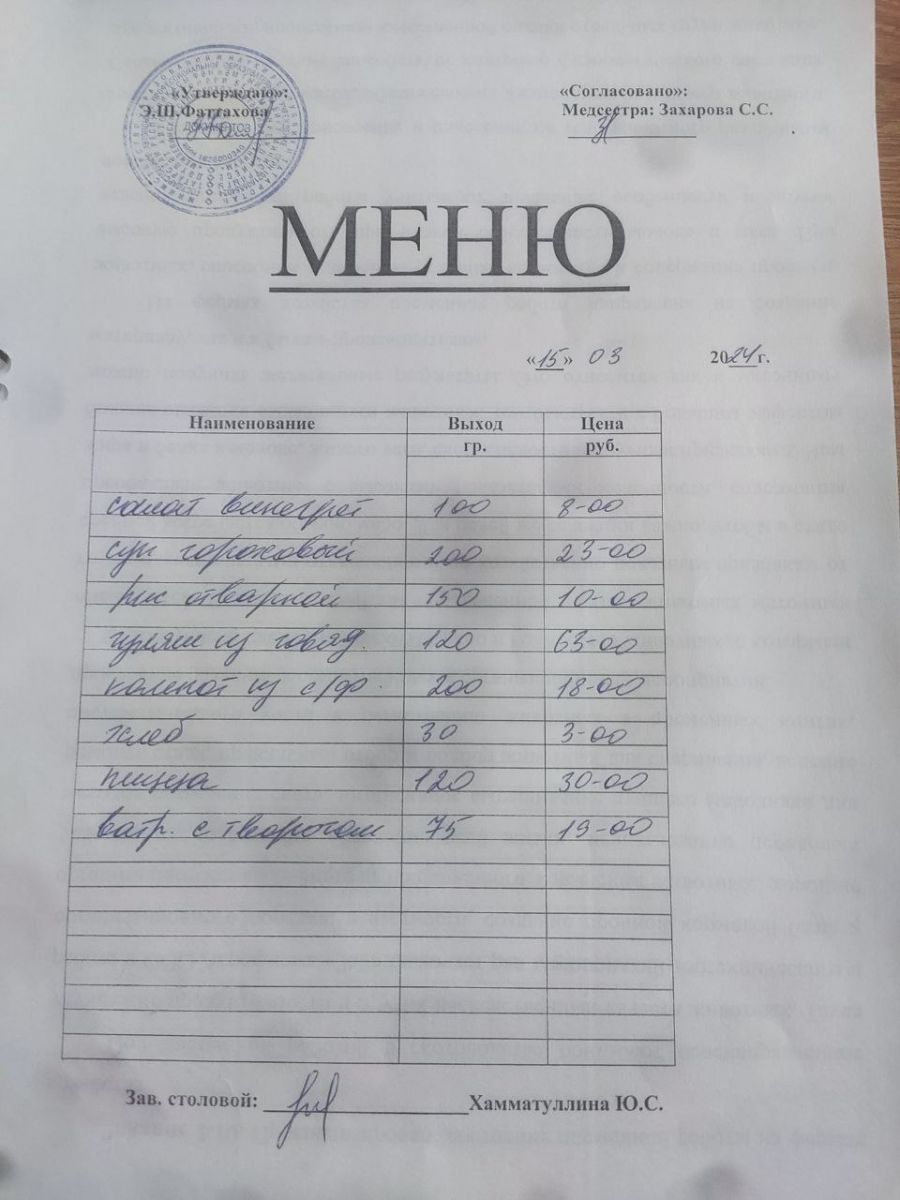 «Утверждаю»: «Согласовано»:
Э.Ш.Фаттахова Медсестра: Захарова С.С.
МЕНЮ
«15» 03 2024г.
Наименование Выход гр. Цена руб.
салат винегрет 100 8-00
суп гороховый 200 23-00
рис отварной 150 10-00
гуляш из говяд. 120 63-00
компот из с/фр. 200 18-00
хлеб 30 3-00
пицца 120 30-00
ватр. с творогом 75 19-00
Зав. столовой: Хамматуллина Ю.С.